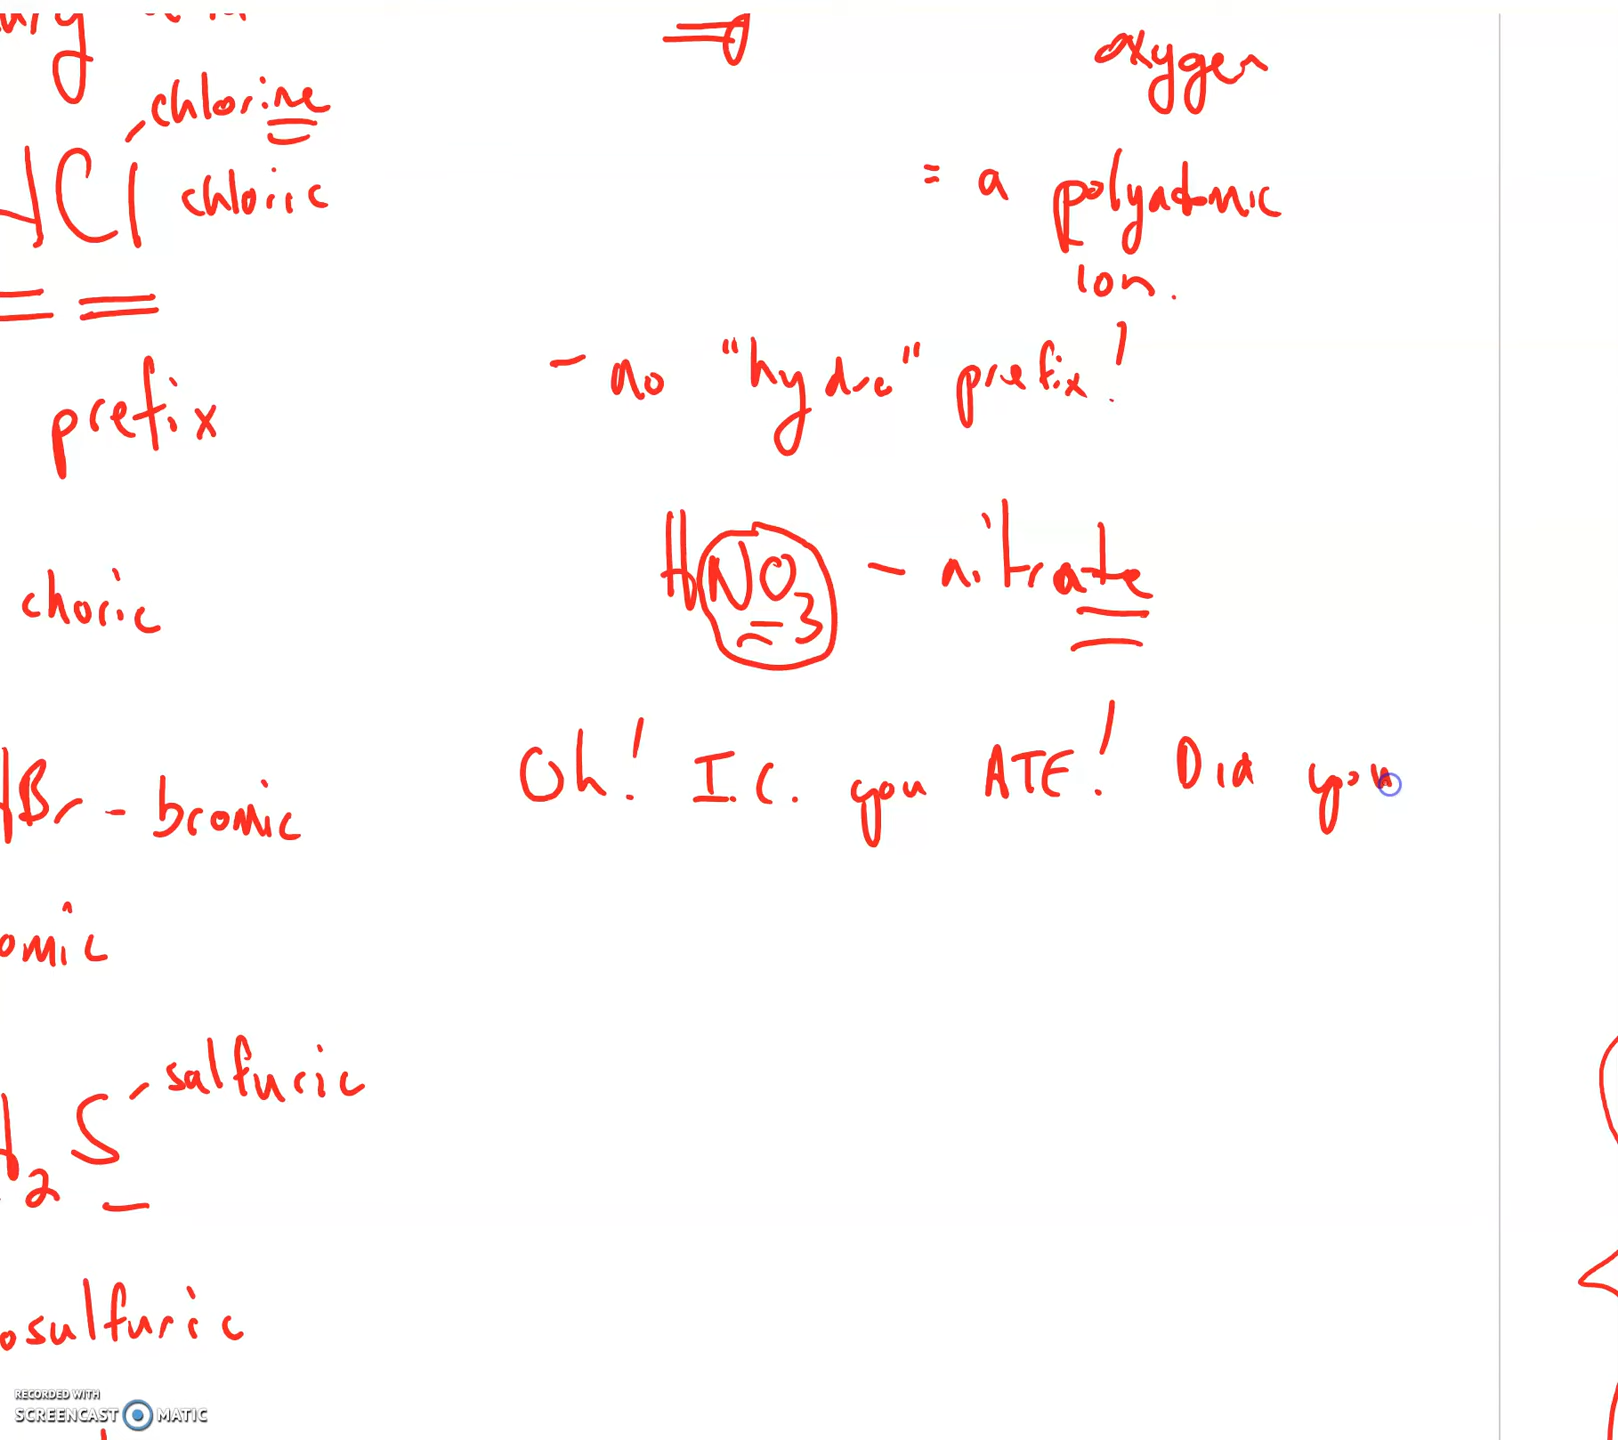 oxygen
chlorine
HCl chloric
= a polyatomic
ion.
- no "hydro" prefix!
prefix
HNO3 - nitrate
choric
Oh! I.C. you ATE! Did you
HBr - bromic
omic
salfuric
H2S
osulfuric
RECORDED WITH
SCREENCAST MATIC